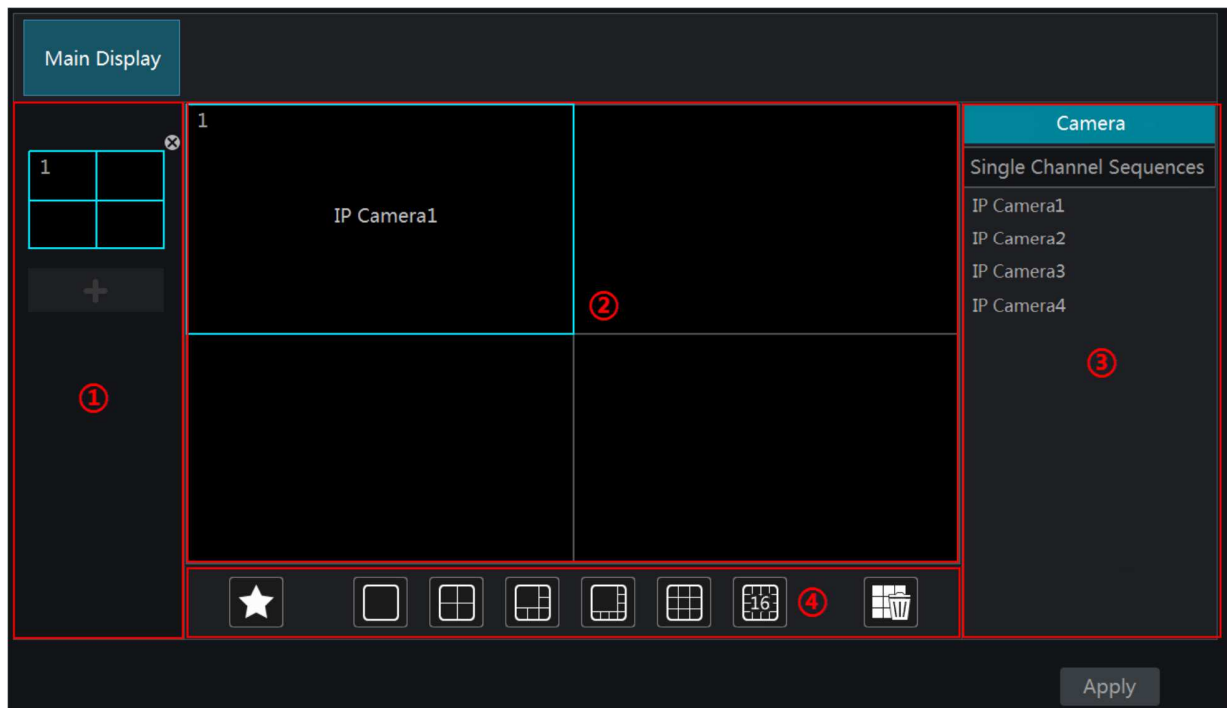 Main Display
1
①
1
IP Camera1
②
Camera
Single Channel Sequences
IP Camera1
IP Camera2
IP Camera3
IP Camera4
③
16
④
Apply